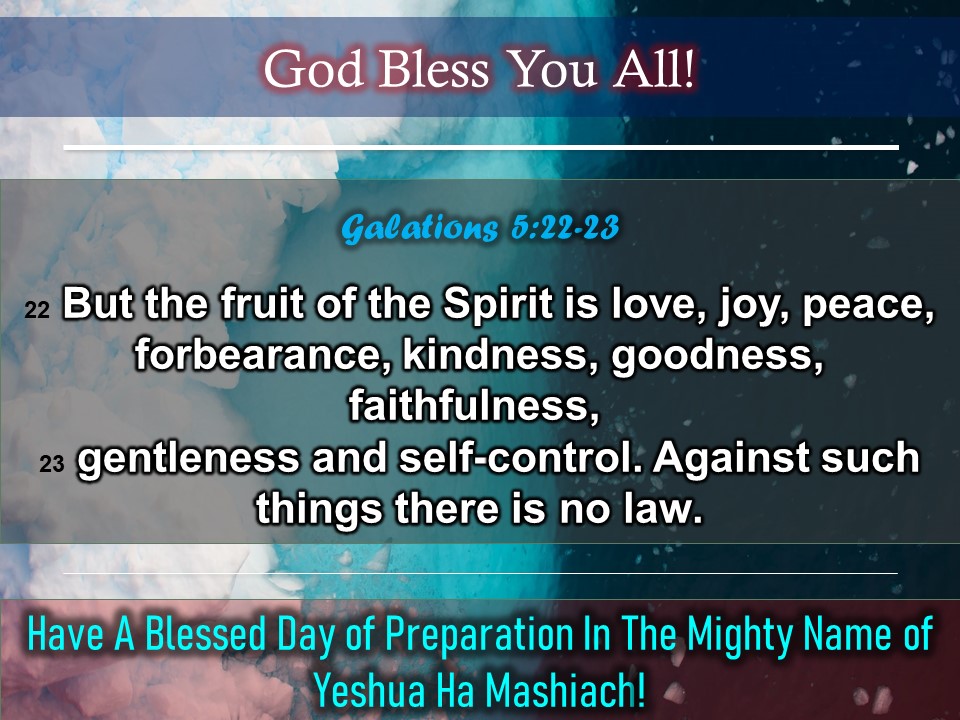 God Bless You All!
Galations 5:22-23
22 But the fruit of the Spirit is love, joy, peace,
forbearance, kindness, goodness,
faithfulness,
23 gentleness and self-control. Against such
things there is no law.
Have A Blessed Day of Preparation In The Mighty Name of
Yeshua Ha Mashiach!